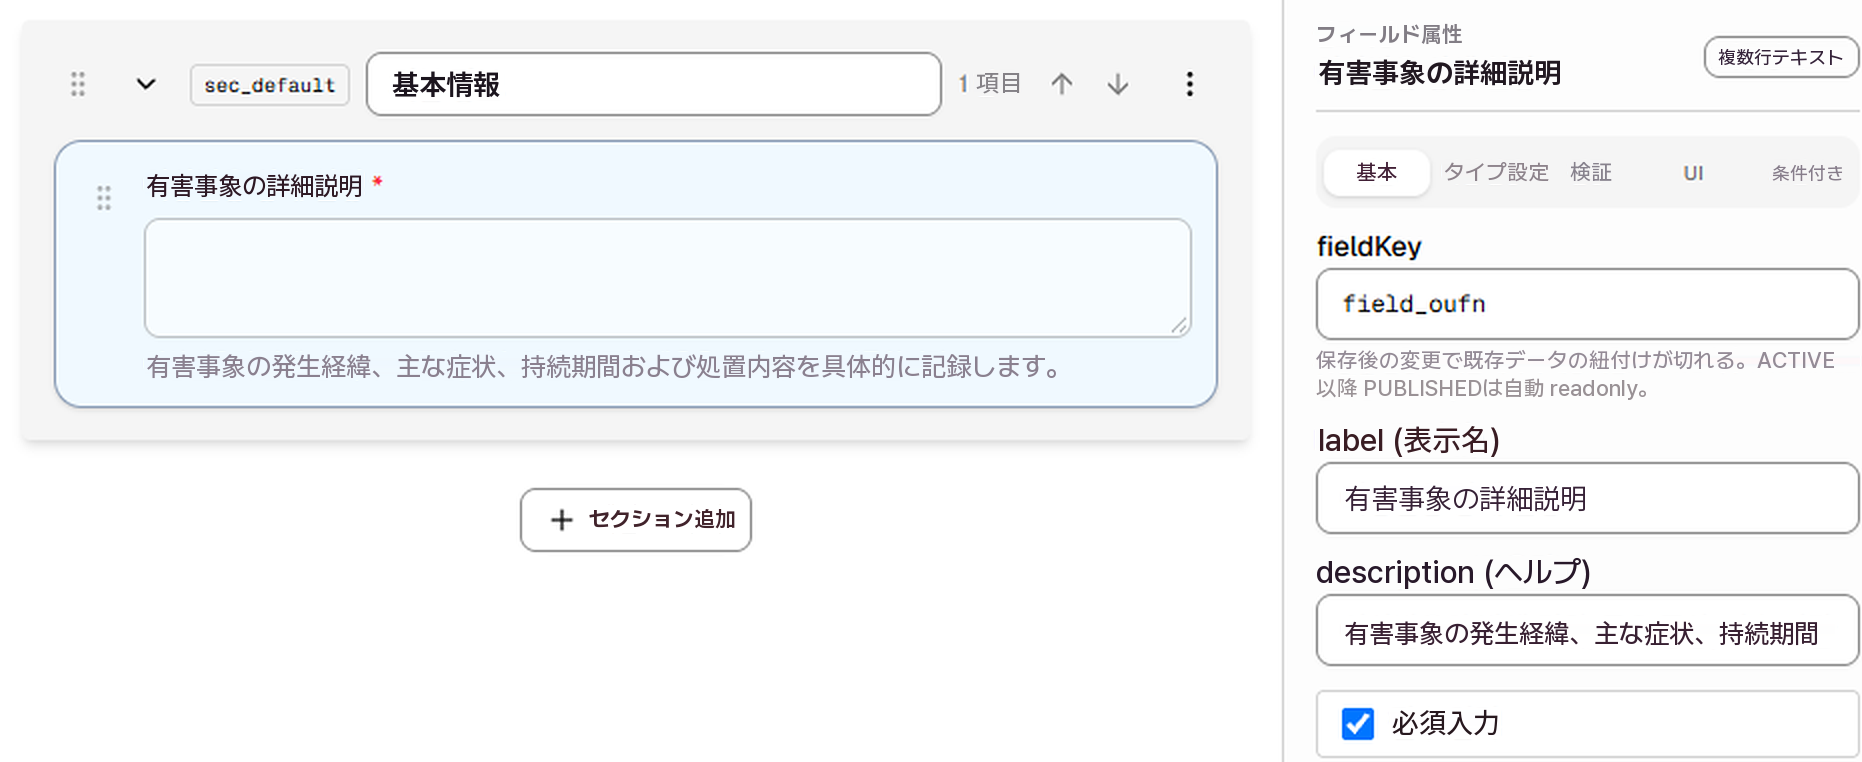 sec_default
基本情報
1 項目
有害事象の詳細説明 *
有害事象の発生経緯、主な症状、持続期間および処置内容を具体的に記録します。
セクション追加
フィールド属性
有害事象の詳細説明
複数行テキスト
基本 タイプ設定 検証 UI 条件付き
fieldKey
field_oufn
保存後の変更で既存データの紐付けが切れる。ACTIVE
以降 PUBLISHEDは自動 readonly。
label (表示名)
有害事象の詳細説明
description (ヘルプ)
有害事象の発生経緯、主な症状、持続期間
必須入力